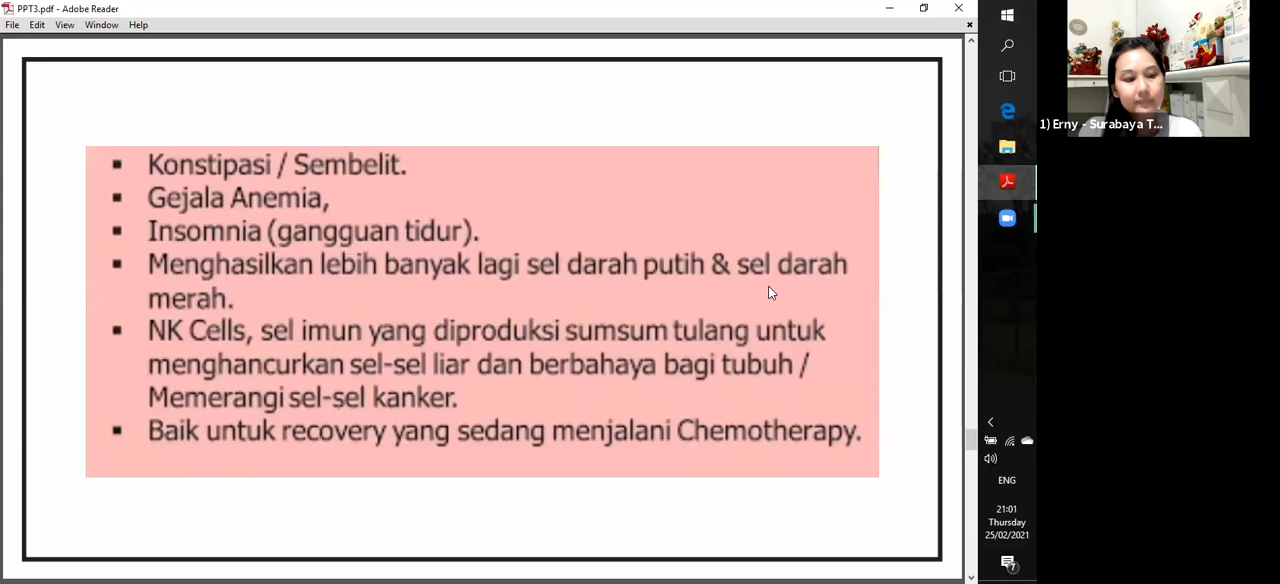 PPT3.pdf - Adobe Reader
File Edit View Window Help
▪ Konstipasi / Sembelit.
▪ Gejala Anemia,
▪ Insomnia (gangguan tidur).
▪ Menghasilkan lebih banyak lagi sel darah putih & sel darah
merah.
▪ NK Cells, sel imun yang diproduksi sumsum tulang untuk
menghancurkan sel-sel liar dan berbahaya bagi tubuh /
Memerangi sel-sel kanker.
▪ Baik untuk recovery yang sedang menjalani Chemotherapy.
1) Erny - Surabaya T...
ENG
21:01
Thursday
25/02/2021
7